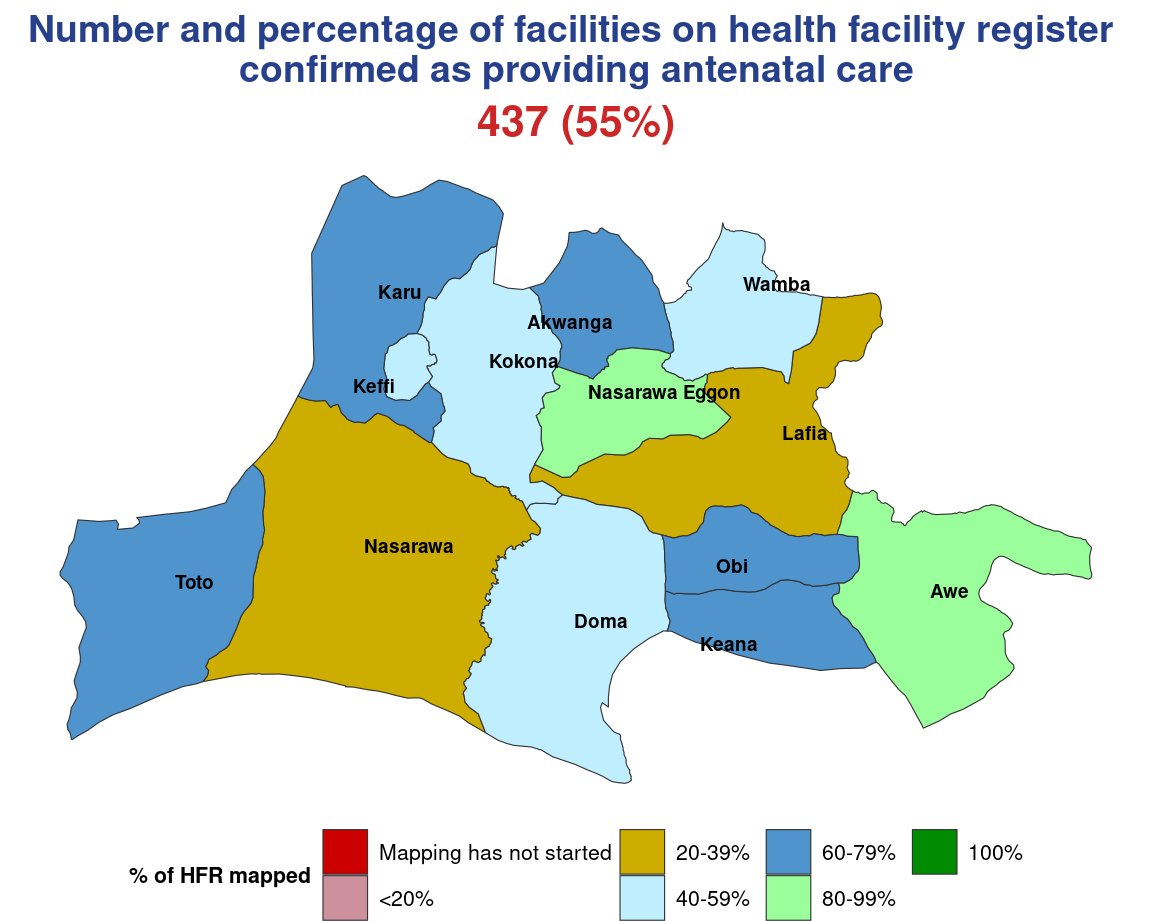 Number and percentage of facilities on health facility register
confirmed as providing antenatal care
437 (55%)
Wamba
Karu
Akwanga
Kokona
Keffi
Nasarawa Eggon
Lafia
Nasarawa
Obi
Toto
Awe
Doma
Keana
% of HFR mapped
Mapping has not started
<20%
20-39%
40-59%
60-79%
80-99%
100%